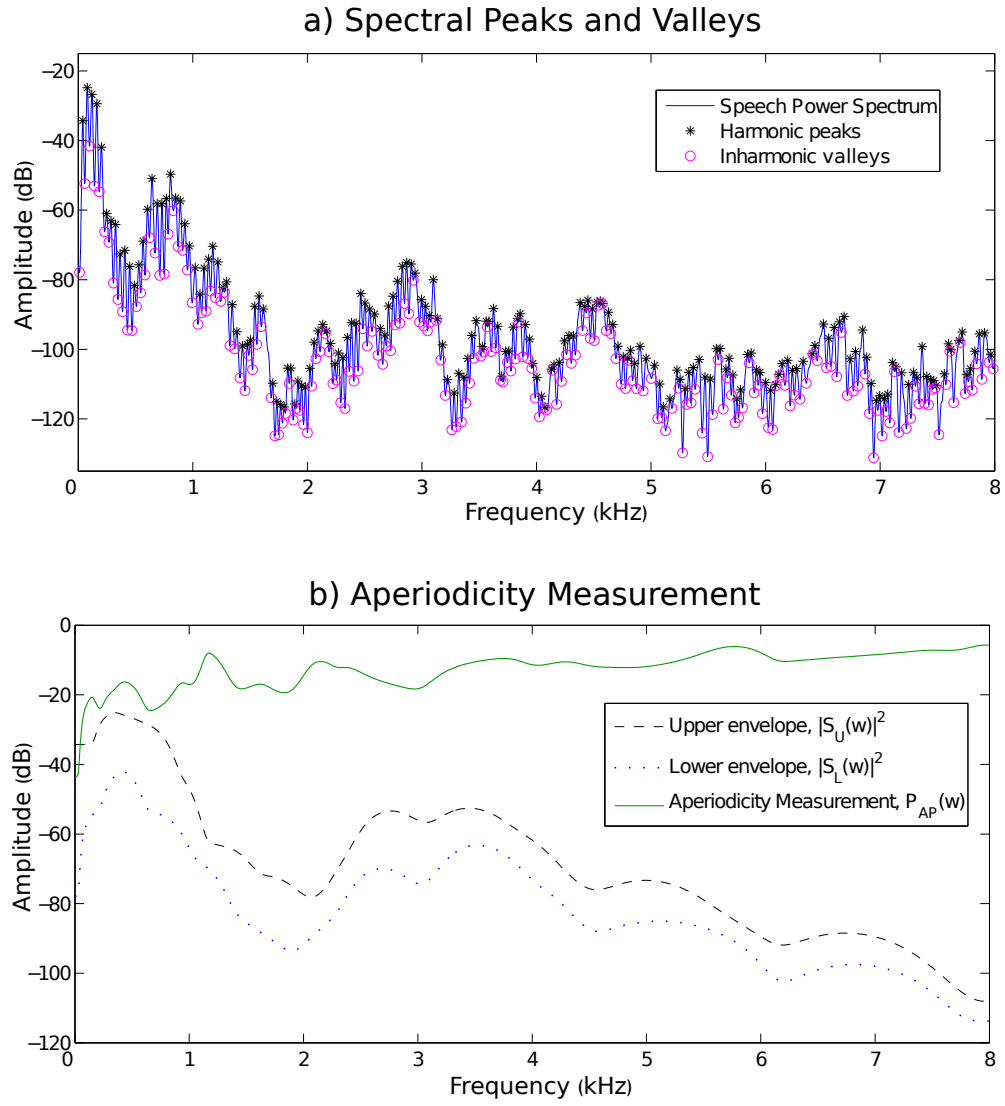 a) Spectral Peaks and Valleys
−20
−40
−60
−80
−100
−120
Amplitude (dB)
Speech Power Spectrum
Harmonic peaks
Inharmonic valleys
0 1 2 3 4 5 6 7 8
Frequency (kHz)
b) Aperiodicity Measurement
0
−20
−40
−60
−80
−100
−120
Amplitude (dB)
Upper envelope, |S_U(w)|^2
Lower envelope, |S_L(w)|^2
Aperiodicity Measurement, P_AP(w)
0 1 2 3 4 5 6 7 8
Frequency (kHz)